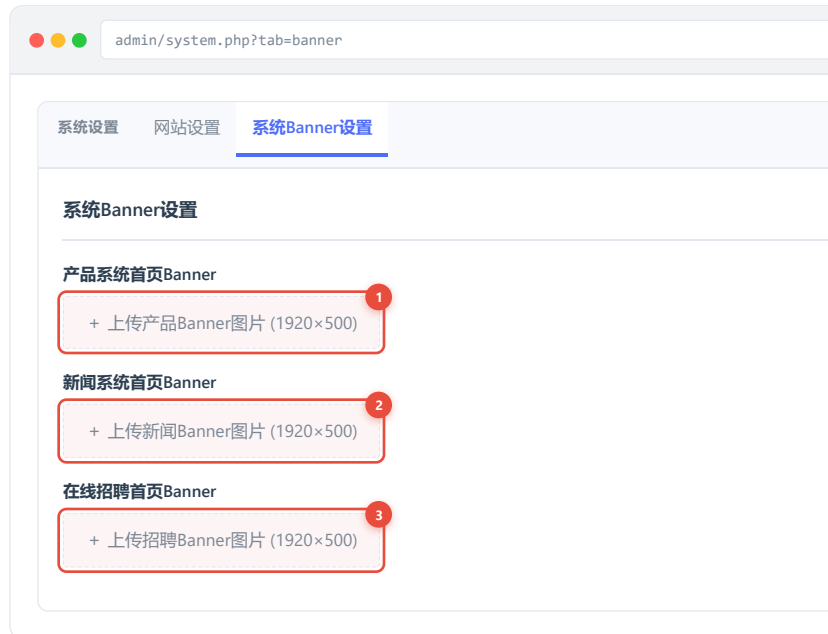 admin/system.php?tab=banner
系统设置 网站设置 系统Banner设置
系统Banner设置
产品系统首页Banner
1
+ 上传产品Banner图片 (1920×500)
新闻系统首页Banner
2
+ 上传新闻Banner图片 (1920×500)
在线招聘首页Banner
3
+ 上传招聘Banner图片 (1920×500)